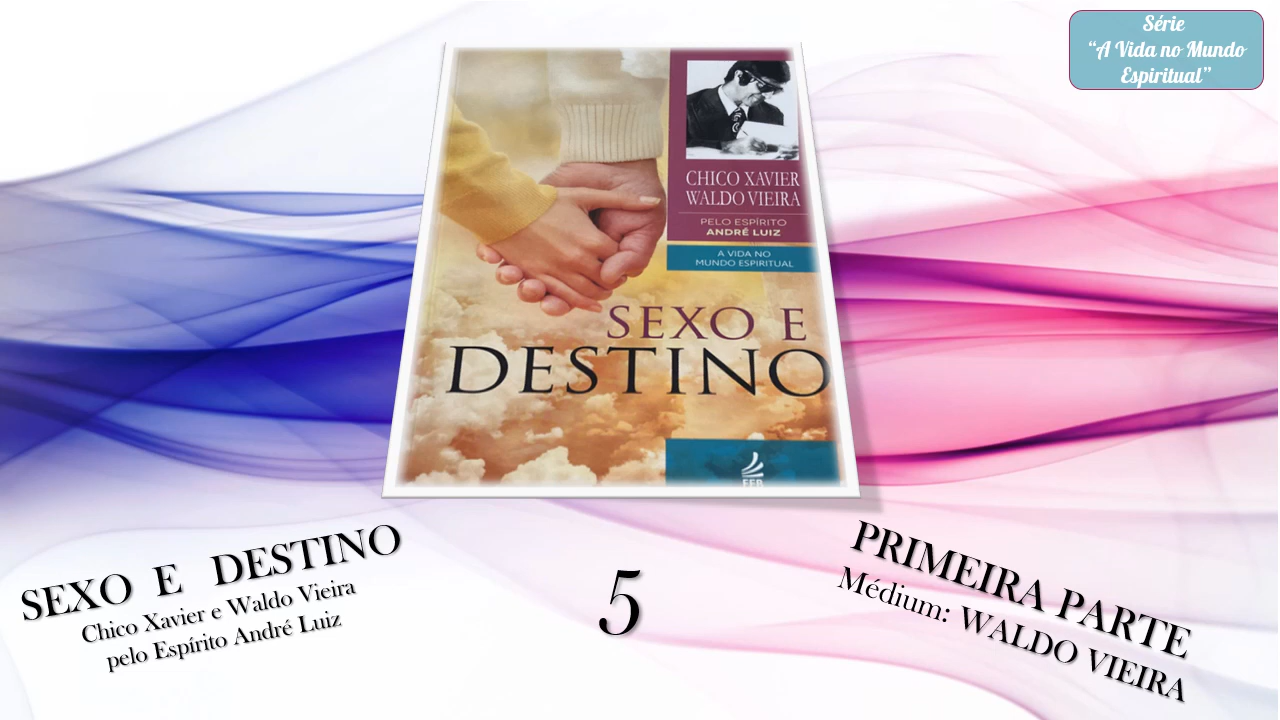 Série
“A Vida no Mundo
Espiritual”
CHICO XAVIER
WALDO VIEIRA
PELO ESPÍRITO
ANDRÉ LUIZ
A VIDA NO
MUNDO ESPIRITUAL
SEXO E
DESTINO
FEB
SEXO E DESTINO
Chico Xavier e Waldo Vieira
pelo Espírito André Luiz
5
PRIMEIRA PARTE
Médium: WALDO VIEIRA